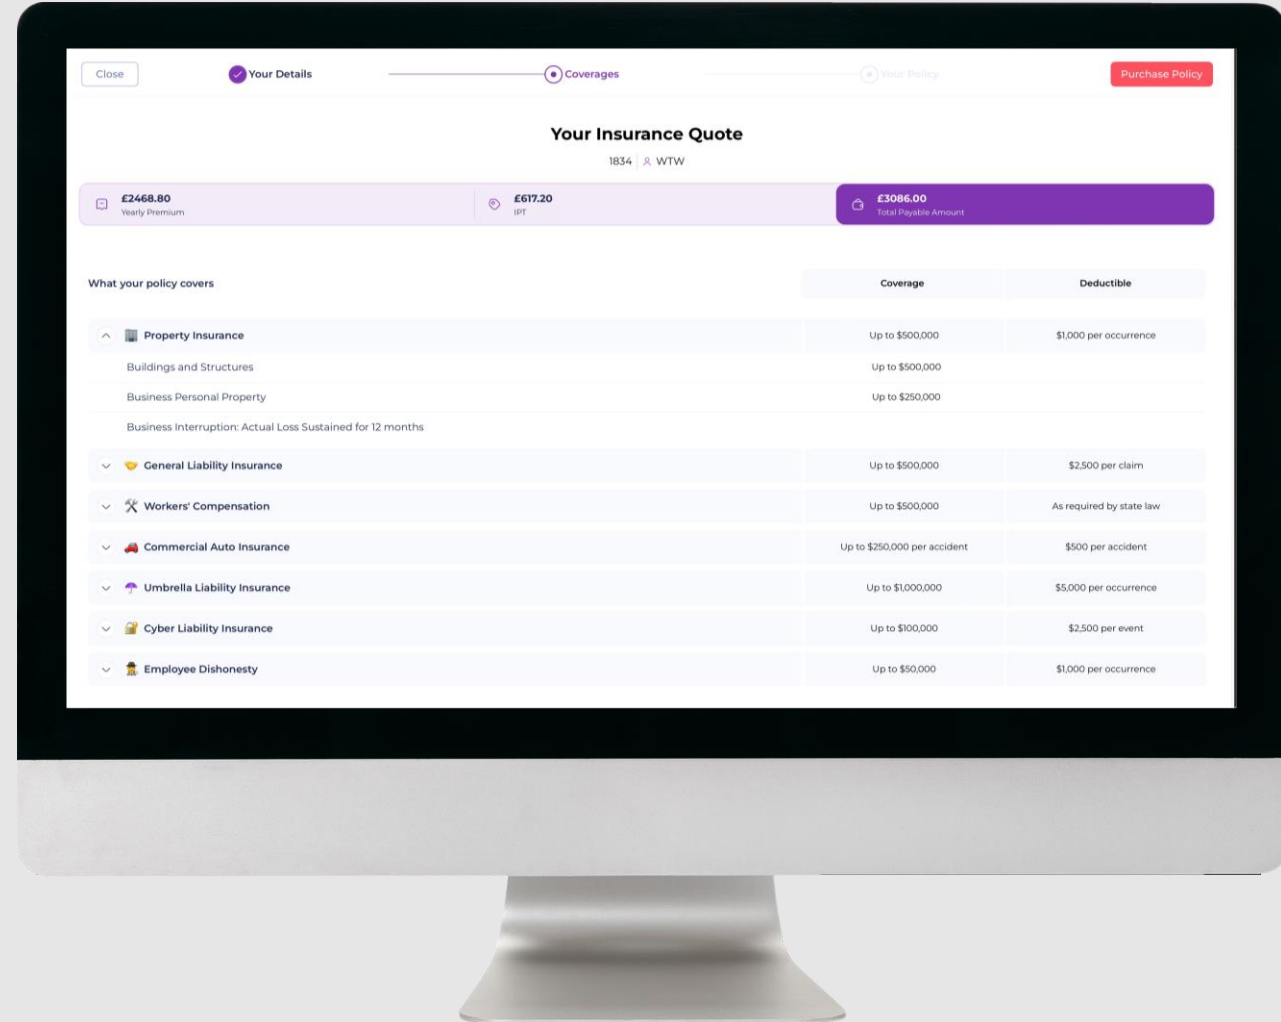 Close
Your Details
Coverages
Your Policy
Purchase Policy
Your Insurance Quote
1834 WTW
£2468.80
Yearly Premium
£617.20
IPT
£3086.00
Total Payable Amount
What your policy covers Coverage Deductible
Property Insurance Up to $500,000 $1,000 per occurrence
Buildings and Structures Up to $500,000
Business Personal Property Up to $250,000
Business Interruption: Actual Loss Sustained for 12 months
General Liability Insurance Up to $500,000 $2,500 per claim
Workers' Compensation Up to $500,000 As required by state law
Commercial Auto Insurance Up to $250,000 per accident $500 per accident
Umbrella Liability Insurance Up to $1,000,000 $5,000 per occurrence
Cyber Liability Insurance Up to $100,000 $2,500 per event
Employee Dishonesty Up to $50,000 $1,000 per occurrence